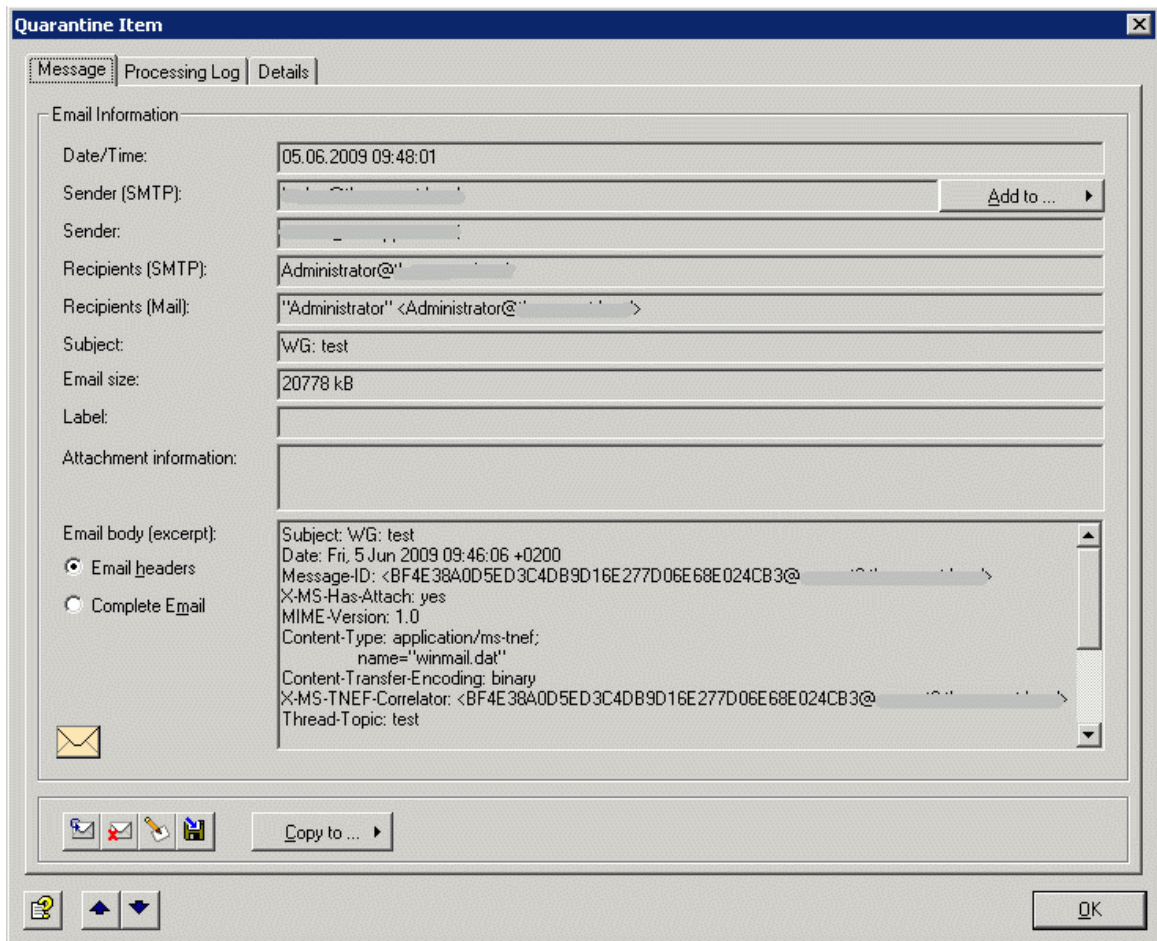 Quarantine Item
Message Processing Log Details
Email Information
Date/Time: 05.06.2009 09:48:01
Sender (SMTP): Add to ...
Sender:
Recipients (SMTP): Administrator@
Recipients (Mail): "Administrator" <Administrator@ >
Subject: WG: test
Email size: 20778 kB
Label:
Attachment information:
Email body (excerpt):
Email headers
Complete Email
Subject: WG: test
Date: Fri, 5 Jun 2009 09:46:06 +0200
Message-ID: <BF4E38A0D5ED3C4DB9D16E277D06E68E024CB3@ >
X-MS-Has-Attach: yes
MIME-Version: 1.0
Content-Type: application/ms-tnef;
name="winmail.dat"
Content-Transfer-Encoding: binary
X-MS-TNEF-Correlator: <BF4E38A0D5ED3C4DB9D16E277D06E68E024CB3@ >
Thread-Topic: test
Copy to ...
OK